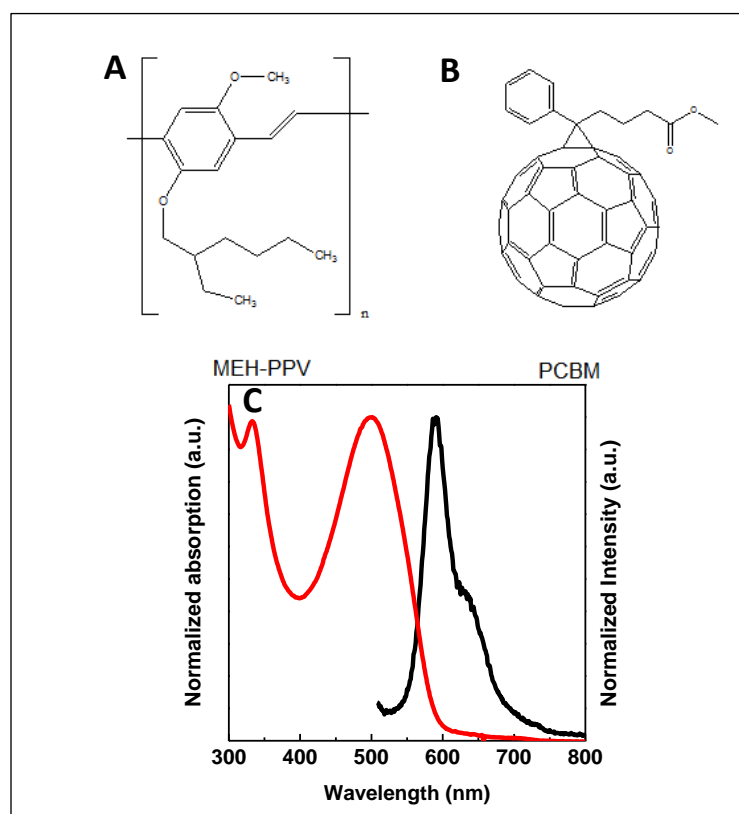 A
B
O
CH3
O
O
O
CH3
CH3
n
MEH-PPV
PCBM
C
Normalized absorption (a.u.)
Normalized Intensity (a.u.)
300 400 500 600 700 800
Wavelength (nm)